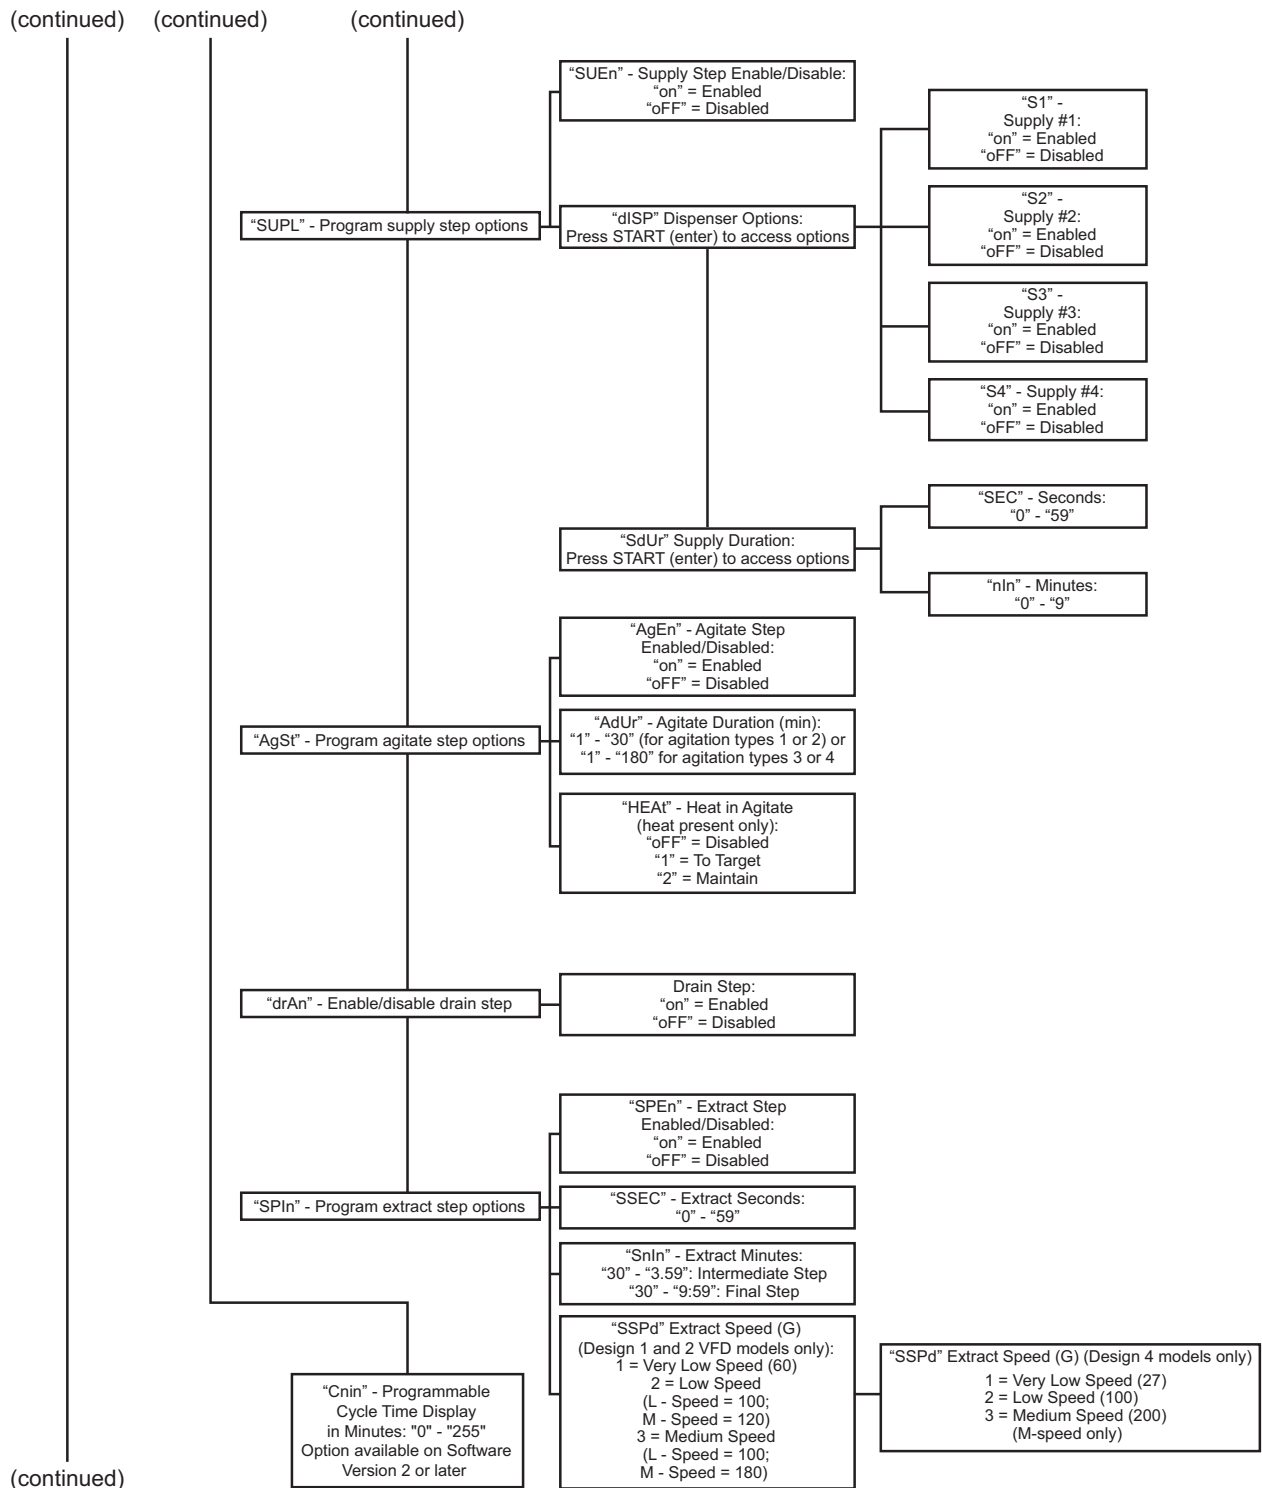 (continued)
(continued)
(continued)
“SUEn” - Supply Step Enable/Disable:
“on” = Enabled
“oFF” = Disabled
“S1” -
Supply #1:
“on” = Enabled
“oFF” = Disabled
“SUPL” - Program supply step options
“dISP” Dispenser Options:
Press START (enter) to access options
“S2” -
Supply #2:
“on” = Enabled
“oFF” = Disabled
“S3” -
Supply #3:
“on” = Enabled
“oFF” = Disabled
“S4” - Supply #4:
“on” = Enabled
“oFF” = Disabled
“SdUr” Supply Duration:
Press START (enter) to access options
“SEC” - Seconds:
“0” - “59”
“nIn” - Minutes:
“0” - “9”
“AgSt” - Program agitate step options
“AgEn” - Agitate Step
Enabled/Disabled:
“on” = Enabled
“oFF” = Disabled
“AdUr” - Agitate Duration (min):
“1” - “30” (for agitation types 1 or 2) or
“1” - “180” for agitation types 3 or 4
“HEAt” - Heat in Agitate
(heat present only):
“oFF” = Disabled
“1” = To Target
“2” = Maintain
“drAn” - Enable/disable drain step
Drain Step:
“on” = Enabled
“oFF” = Disabled
“SPIn” - Program extract step options
“SPEn” - Extract Step
Enabled/Disabled:
“on” = Enabled
“oFF” = Disabled
“SSEC” - Extract Seconds:
“0” - “59”
“SnIn” - Extract Minutes:
“30” - “3.59”: Intermediate Step
“30” - “9:59”: Final Step
“SSPd” Extract Speed (G)
(Design 1 and 2 VFD models only):
1 = Very Low Speed (60)
2 = Low Speed
(L - Speed = 100;
M - Speed = 120)
3 = Medium Speed
(L - Speed = 100;
M - Speed = 180)
“SSPd” Extract Speed (G) (Design 4 models only)
1 = Very Low Speed (27)
2 = Low Speed (100)
3 = Medium Speed (200)
(M-speed only)
“Cnin” - Programmable
Cycle Time Display
in Minutes: "0" - "255"
Option available on Software
Version 2 or later
(continued)